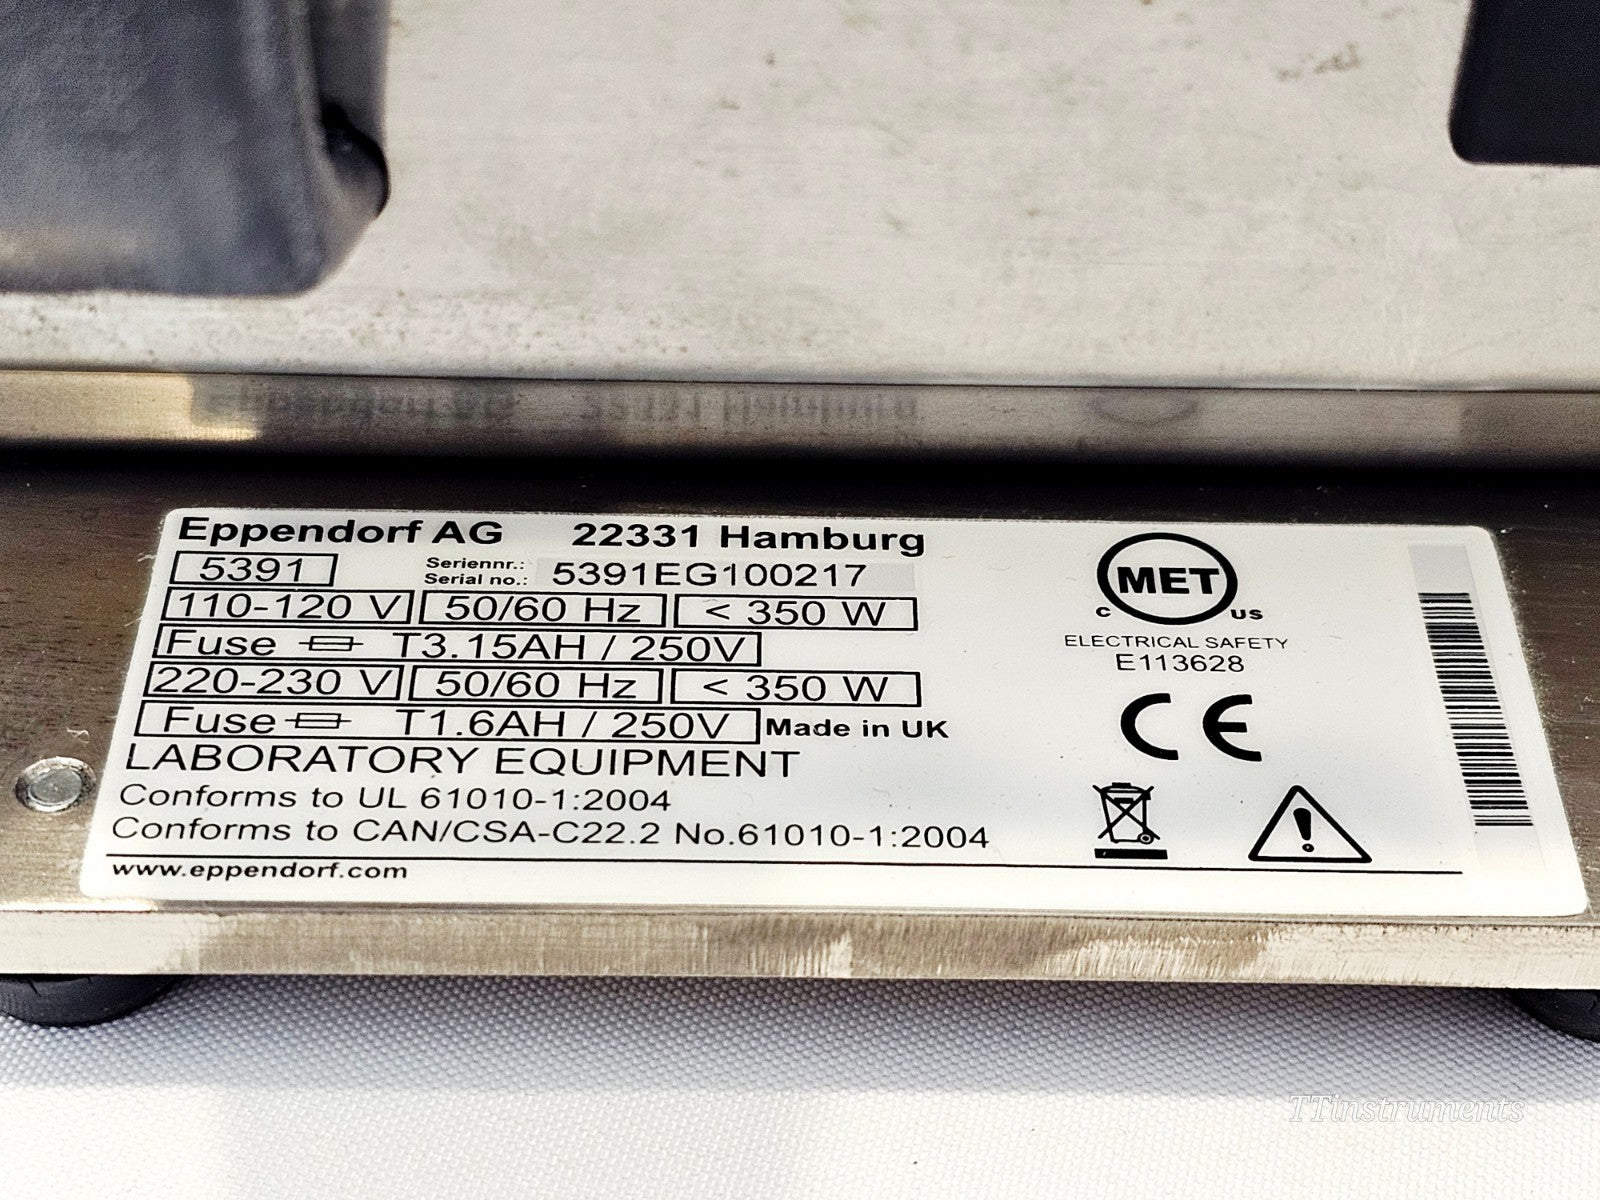 Eppendorf AG 22331 Hamburg
5391 Seriennr.: Serial no.: 5391EG100217
110-120 V 50/60 Hz < 350 W
Fuse T3.15AH / 250V
220-230 V 50/60 Hz < 350 W
Fuse T1.6AH / 250V Made in UK
LABORATORY EQUIPMENT
Conforms to UL 61010-1:2004
Conforms to CAN/CSA-C22.2 No.61010-1:2004
www.eppendorf.com
MET
C US
ELECTRICAL SAFETY
E113628
CE
TTinstruments